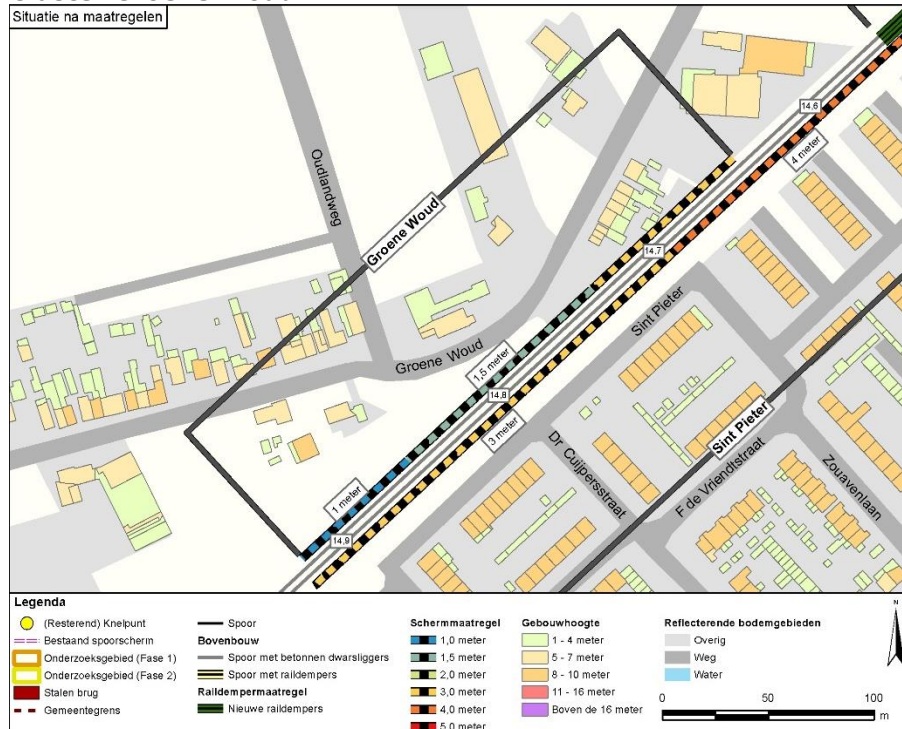 Situatie na maatregelen
14,6
4 meter
Oudlandweg
Groene Woud
14,7
Sint Pieter
Groene Woud
1,5 meter
14,8
3 meter
Sint Pieter
Dr Cuijpersstraat
F de Vriendtstraat
Zouavenlaan
1 meter
14,9
Legenda
(Resterend) Knelpunt
Bestaand spoorscherm
Onderzoeksgebied (Fase 1)
Onderzoeksgebied (Fase 2)
Stalen brug
Gemeentegrens
Spoor
Bovenbouw
Spoor met betonnen dwarsliggers
Spoor met raildempers
Raildempermaatregel
Nieuwe raildempers
Schermmaatregel
1,0 meter
1,5 meter
2,0 meter
3,0 meter
4,0 meter
5,0 meter
Gebouwhoogte
1 - 4 meter
5 - 7 meter
8 - 10 meter
11 - 16 meter
Boven de 16 meter
Reflecterende bodemgebieden
Overig
Weg
Water
N
0 50 100
m